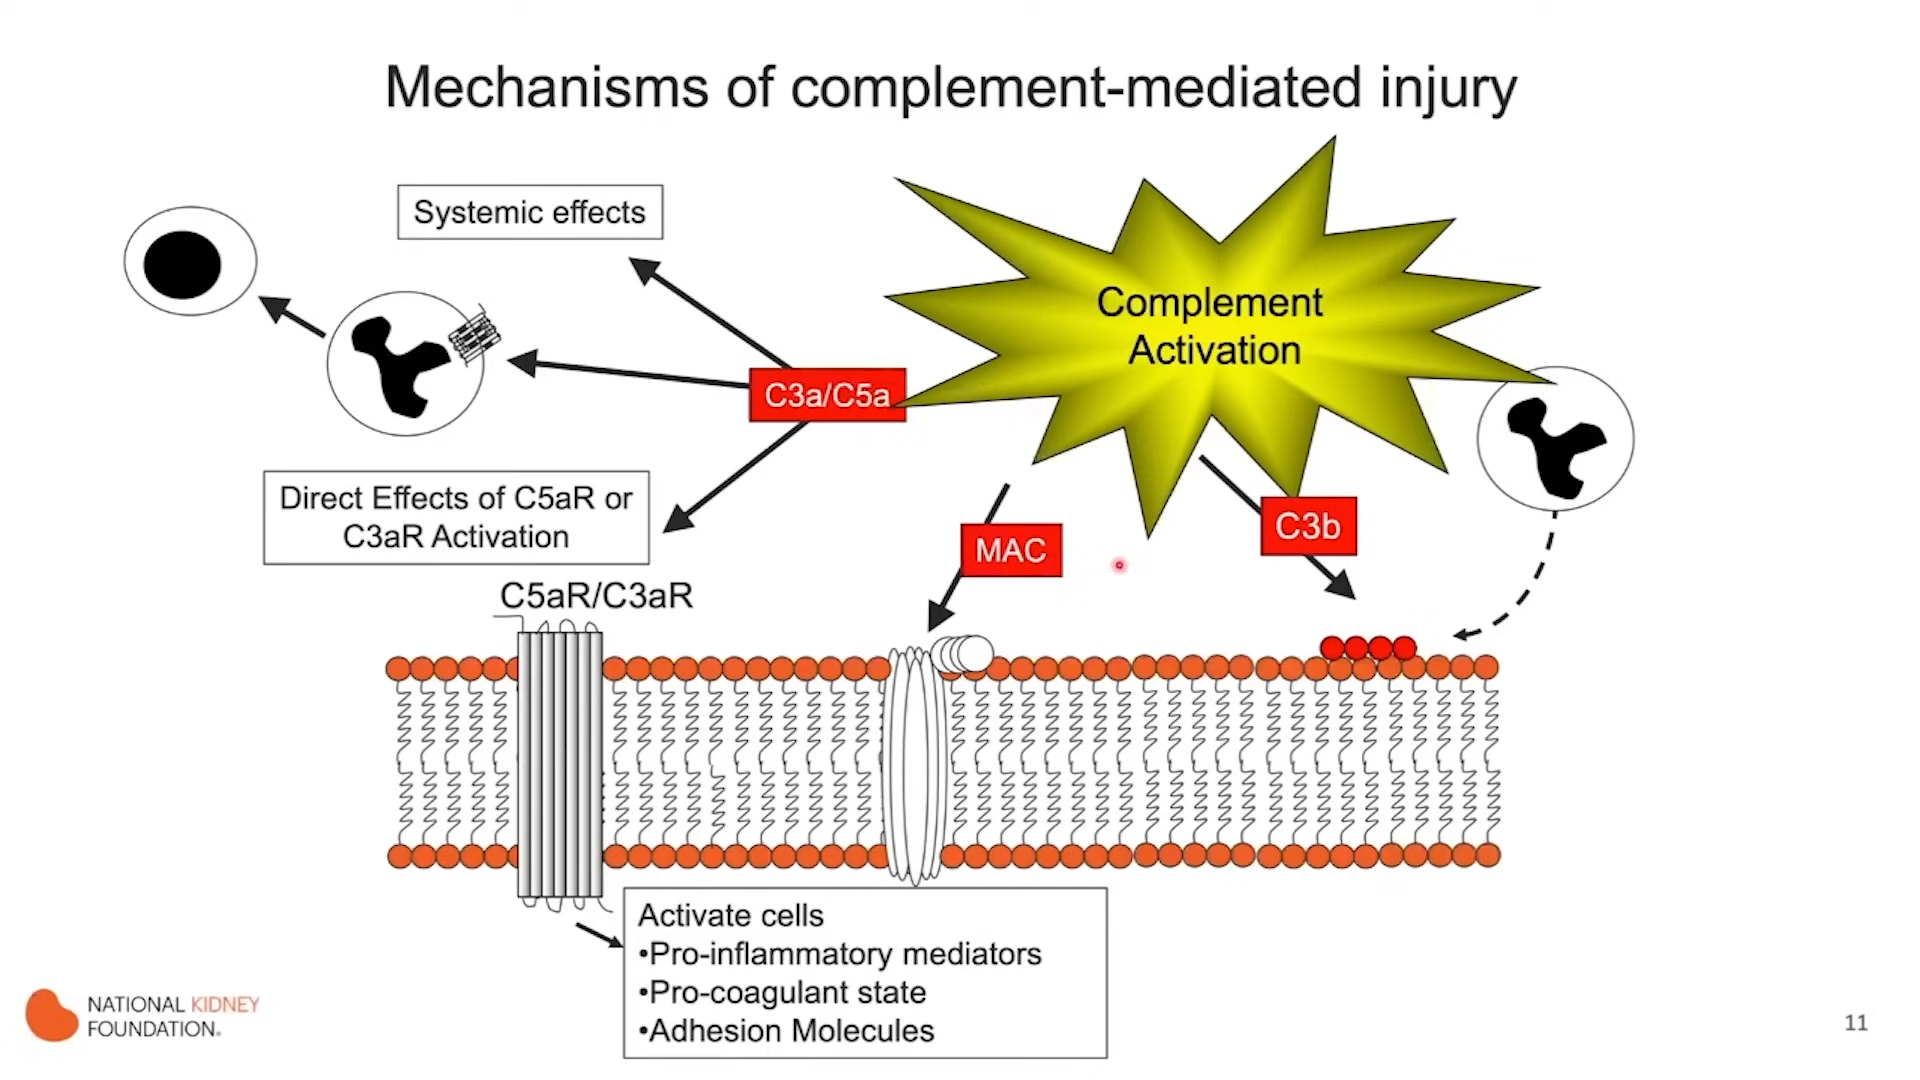 Mechanisms of complement-mediated injury
Systemic effects
Complement
Activation
C3a/C5a
Direct Effects of C5aR or
C3aR Activation
MAC
C3b
C5aR/C3aR
Activate cells
•Pro-inflammatory mediators
•Pro-coagulant state
•Adhesion Molecules
NATIONAL KIDNEY
FOUNDATION®
11